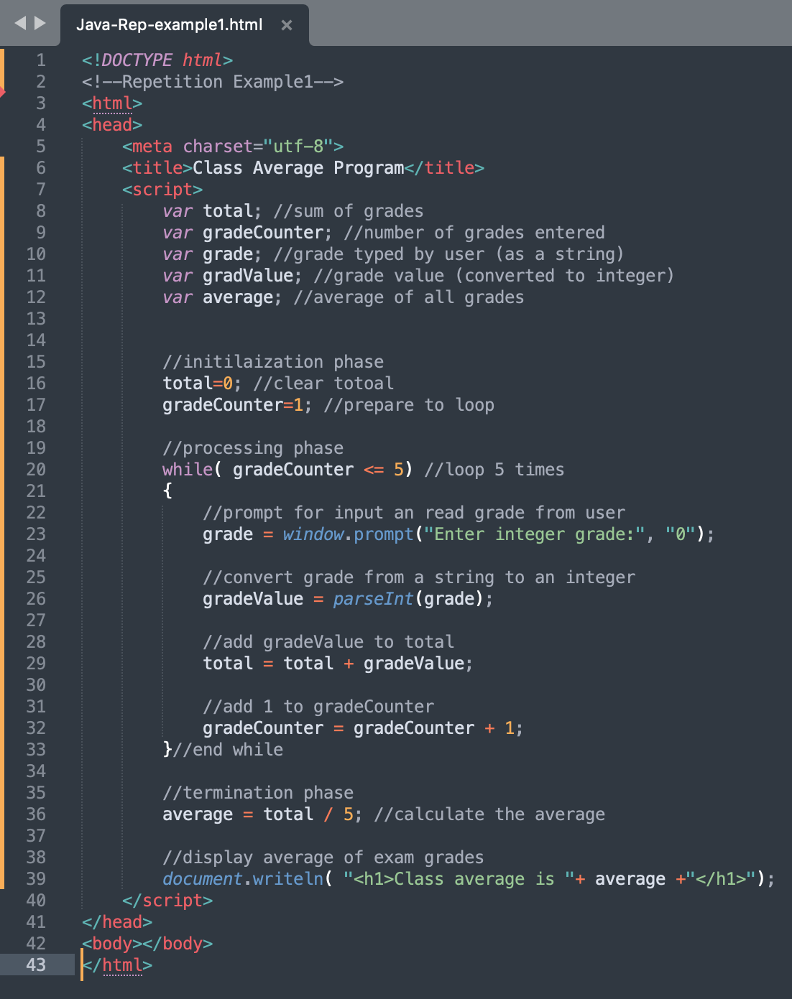 Java-Rep-example1.html ×
1 <!DOCTYPE html>
2 <!--Repetition Example1-->
3 <html>
4 <head>
5     <meta charset="utf-8">
6     <title>Class Average Program</title>
7     <script>
8         var total; //sum of grades
9         var gradeCounter; //number of grades entered
10         var grade; //grade typed by user (as a string)
11         var gradValue; //grade value (converted to integer)
12         var average; //average of all grades
13
14
15         //initilaization phase
16         total=0; //clear totoal
17         gradeCounter=1; //prepare to loop
18
19         //processing phase
20         while( gradeCounter <= 5) //loop 5 times
21         {
22             //prompt for input an read grade from user
23             grade = window.prompt("Enter integer grade:", "0");
24
25             //convert grade from a string to an integer
26             gradeValue = parseInt(grade);
27
28             //add gradeValue to total
29             total = total + gradeValue;
30
31             //add 1 to gradeCounter
32             gradeCounter = gradeCounter + 1;
33         }//end while
34
35         //termination phase
36         average = total / 5; //calculate the average
37
38         //display average of exam grades
39         document.writeln( "<h1>Class average is "+ average +"</h1>");
40     </script>
41 </head>
42 <body></body>
43 </html>